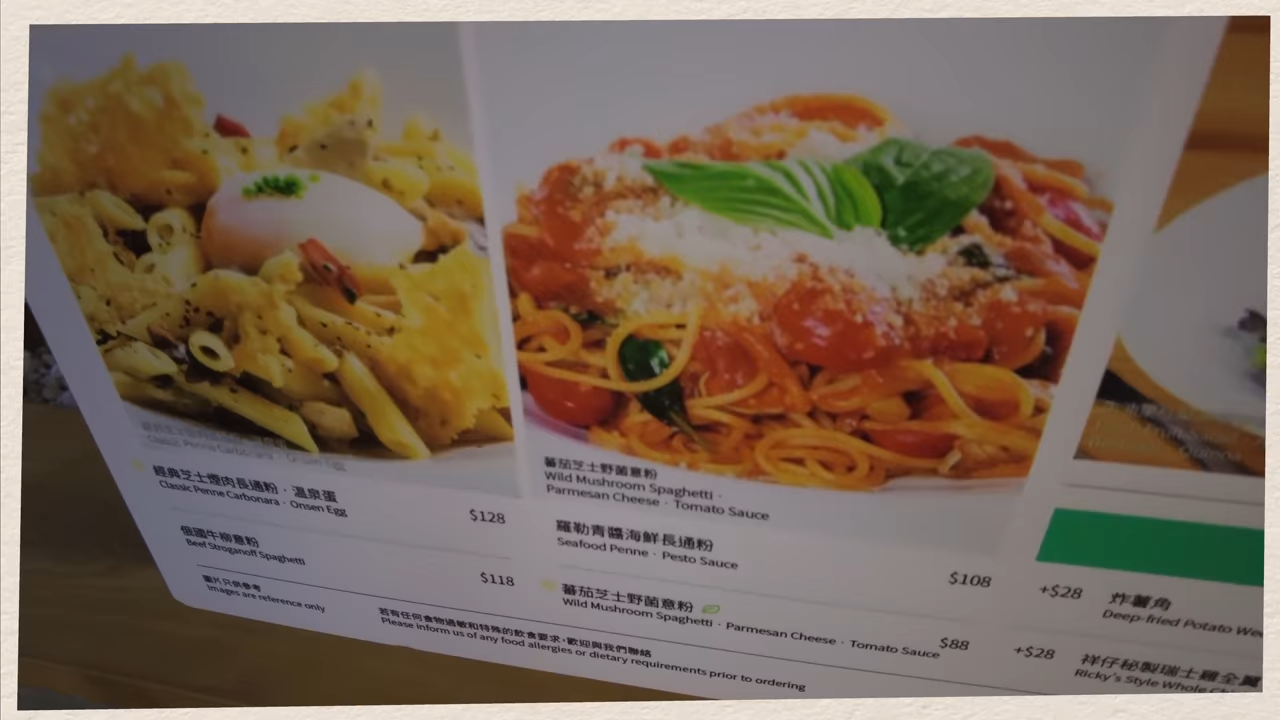 經典芝士煙肉長通粉 · 溫泉蛋
Classic Penne Carbonara · Onsen Egg
$128
俄國牛柳意粉
Beef Stroganoff Spaghetti
$118
圖片只供參考
Images are reference only
蕃茄芝士野菌意粉
Wild Mushroom Spaghetti ·
Parmesan Cheese · Tomato Sauce
羅勒青醬海鮮長通粉
Seafood Penne · Pesto Sauce
$108
蕃茄芝士野菌意粉
Wild Mushroom Spaghetti · Parmesan Cheese · Tomato Sauce
$88
若有任何食物過敏和特殊的飲食要求，歡迎與我們聯絡
Please inform us of any food allergies or dietary requirements prior to ordering
+$28
炸薯角
Deep-fried Potato
+$28
祥仔秘製瑞士雞全翼
Ricky's Style Whole